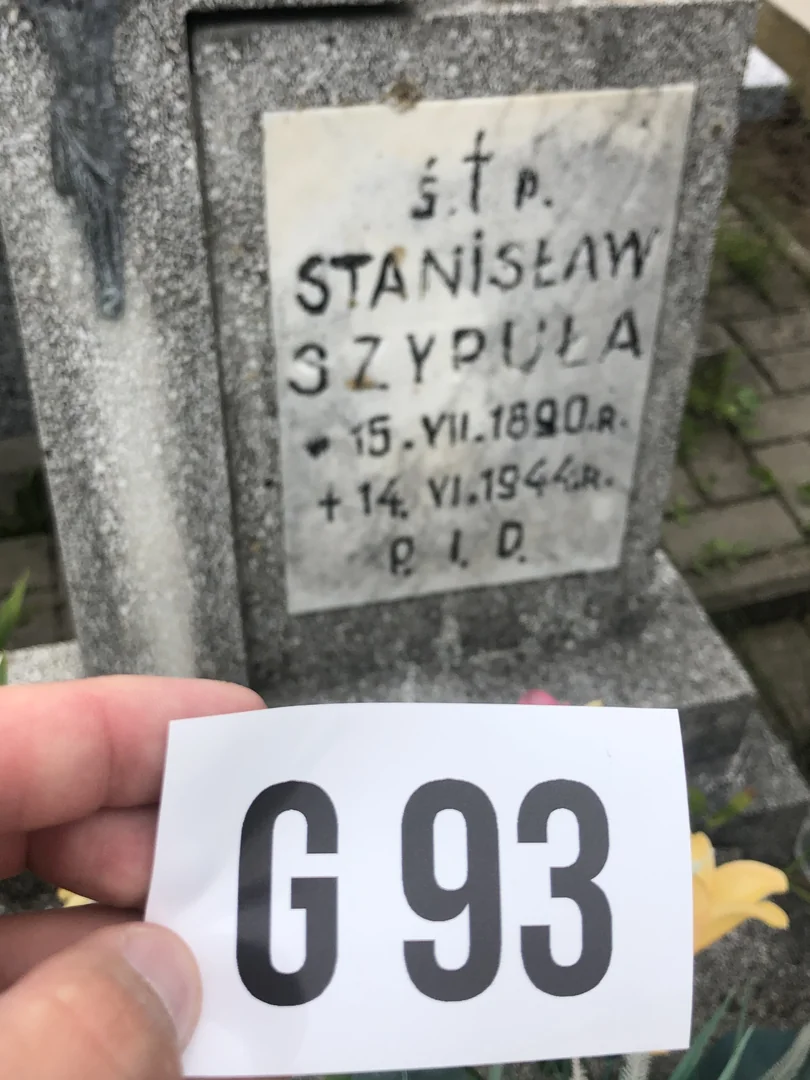 ś. † p.
STANiSŁAW
SZYPUŁA
* 15. VII. 1890. R.
+ 14. VI. 1944. R.
P. I. D.
G 93